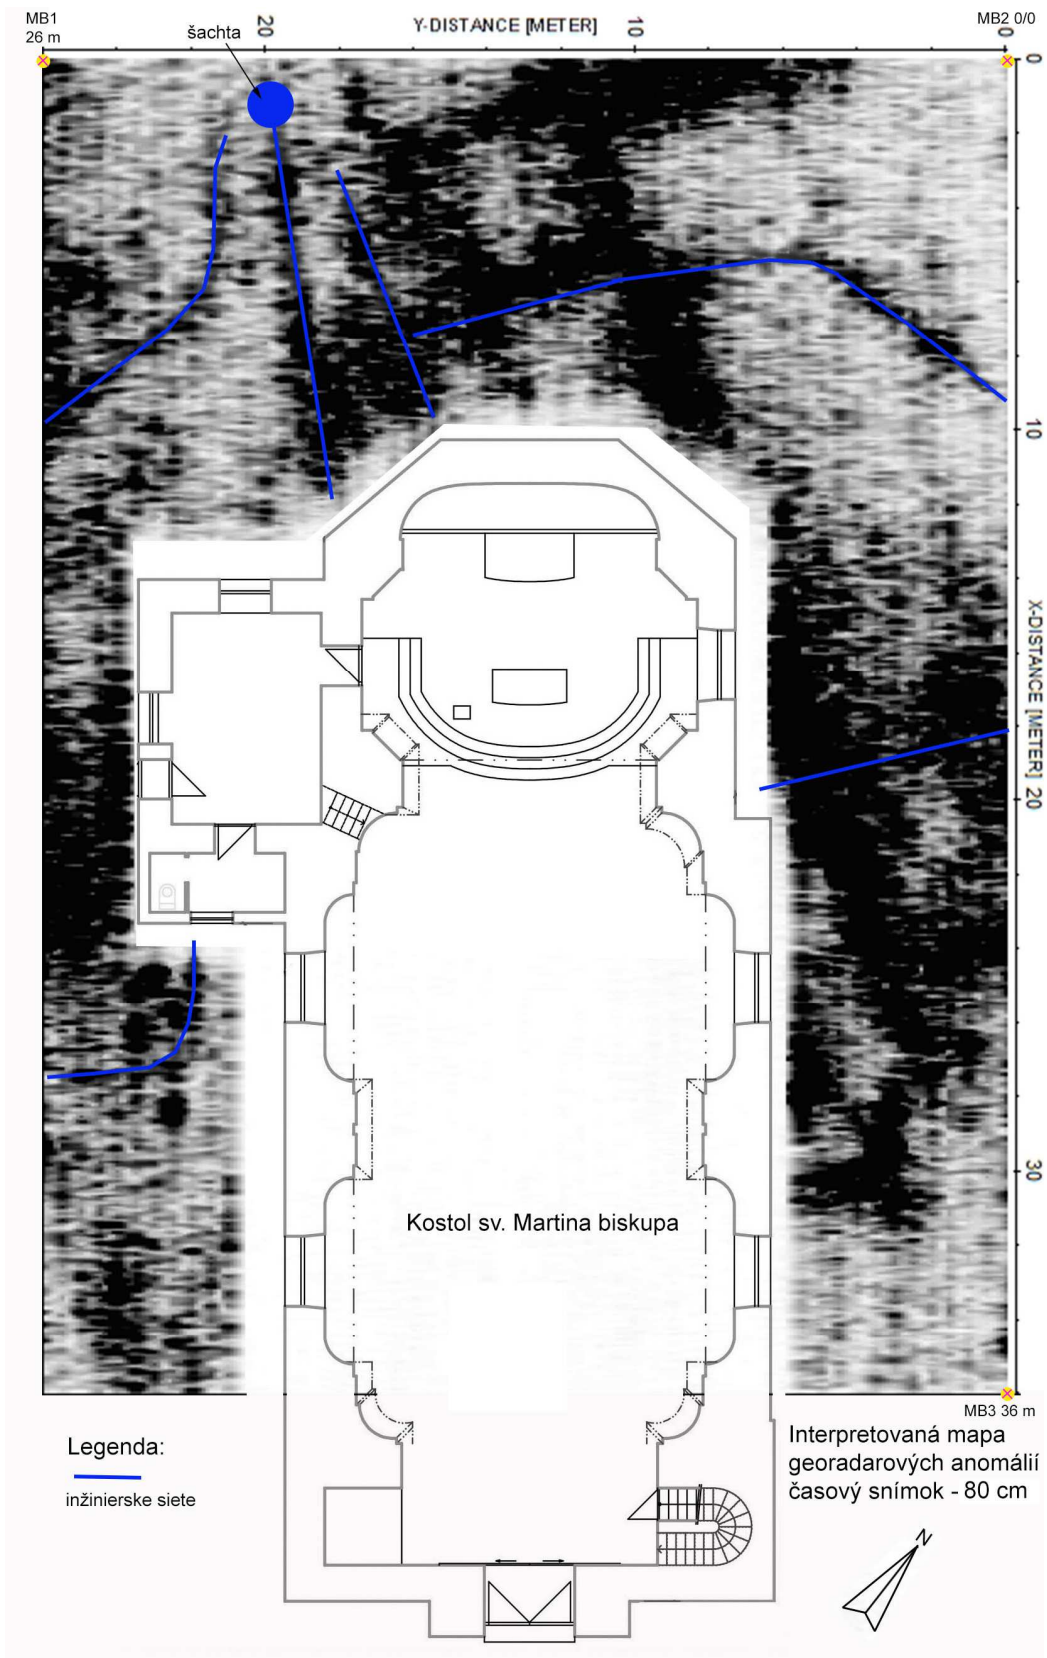 MB1
26 m
šachta
20
Y-DISTANCE [METER]
10
0
MB2 0/0
0
10
X-DISTANCE [METER]
20
30
Kostol sv. Martina biskupa
MB3 36 m
Legenda:
inžinierske siete
Interpretovaná mapa
georadarových anomálií
časový snímok - 80 cm
N